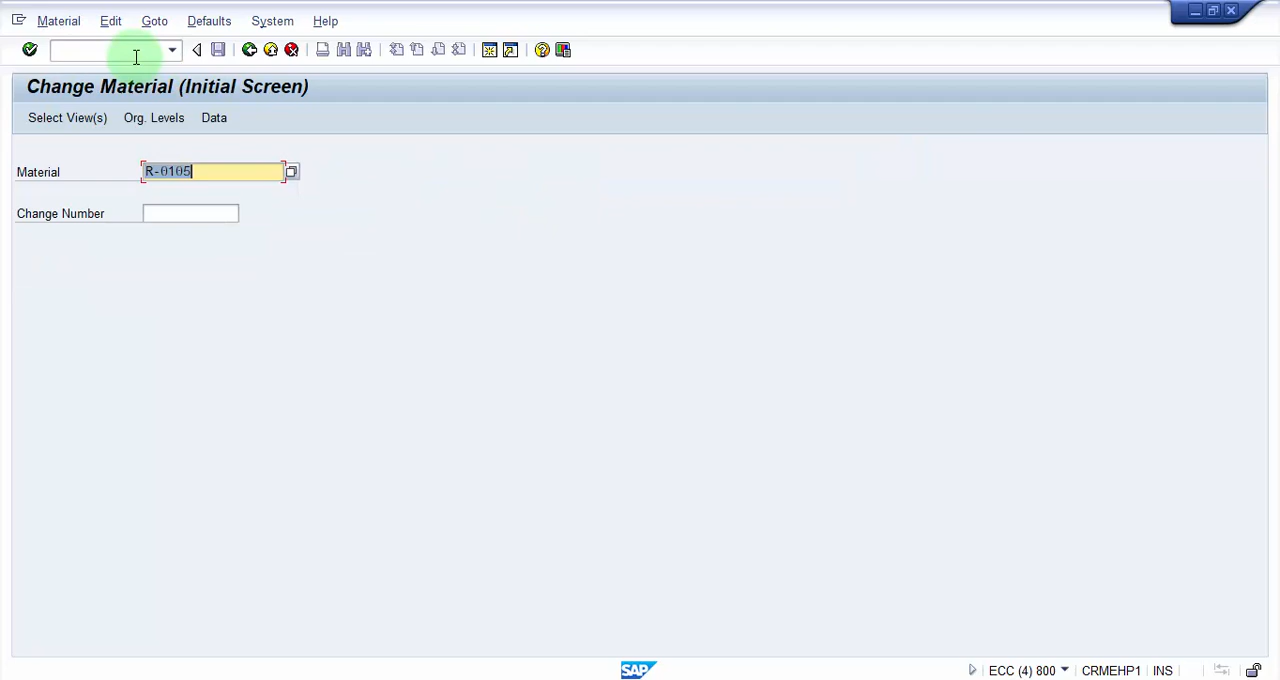 Material Edit Goto Defaults System Help
Change Material (Initial Screen)
Select View(s) Org. Levels Data
Material R-0105
Change Number
SAP ECC (4) 800 CRMEHP1 INS